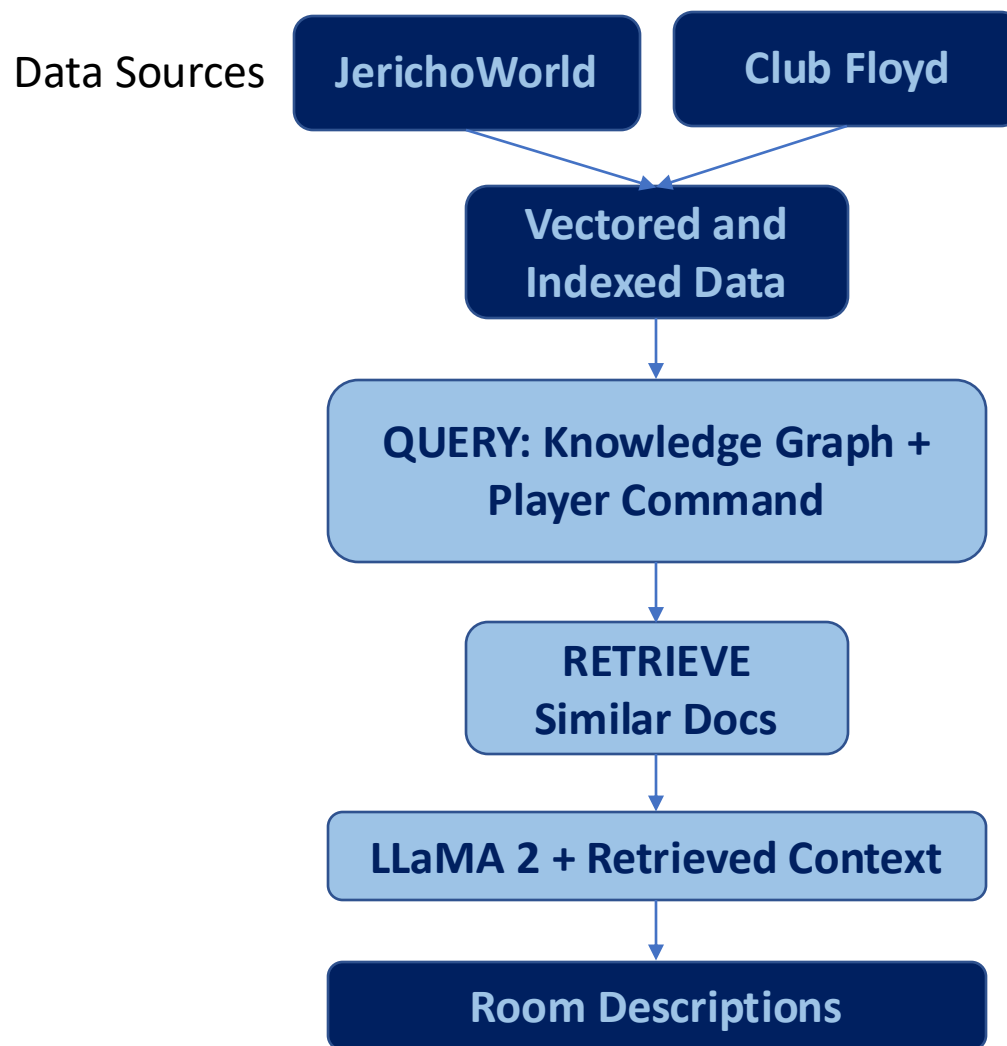 Data Sources
JerichoWorld
Club Floyd
Vectored and
Indexed Data
QUERY: Knowledge Graph +
Player Command
RETRIEVE
Similar Docs
LLaMA 2 + Retrieved Context
Room Descriptions